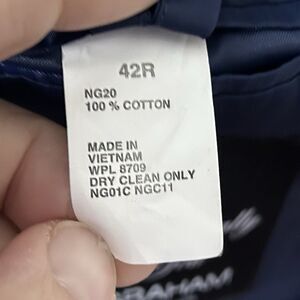 42R
NG20
100 % COTTON
MADE IN
VIETNAM
WPL 8709
DRY CLEAN ONLY
NG01C NGC11